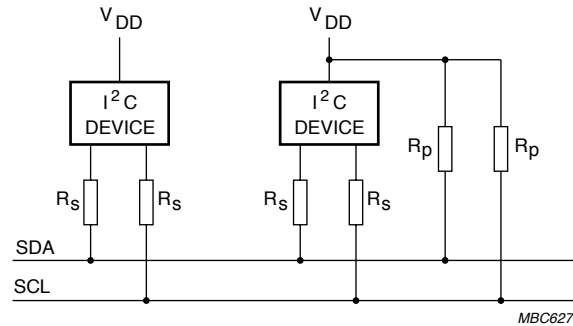 VDD VDD
I2C DEVICE I2C DEVICE
Rp Rp
Rs Rs Rs Rs
SDA
SCL
MBC627